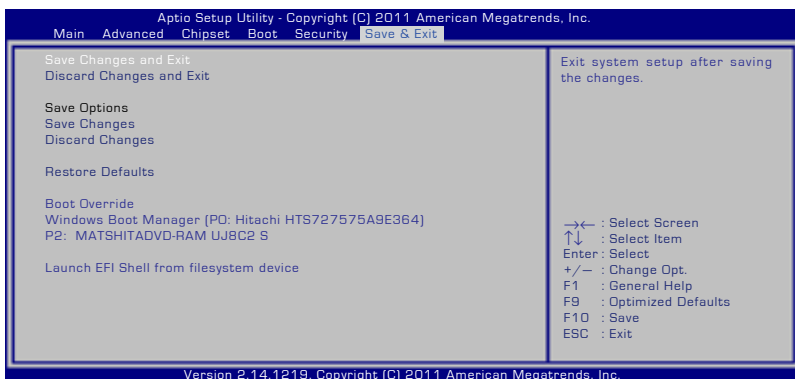 Aptio Setup Utility - Copyright (C) 2011 American Megatrends, Inc.
Main Advanced Chipset Boot Security Save & Exit
Save Changes and Exit
Discard Changes and Exit
Save Options
Save Changes
Discard Changes
Restore Defaults
Boot Override
Windows Boot Manager (P0: Hitachi HTS727575A9E364)
P2: MATSHITADVD-RAM UJ8C2 S
Launch EFI Shell from filesystem device
Exit system setup after saving
the changes.
→← : Select Screen
↑↓ : Select Item
Enter : Select
+/— : Change Opt.
F1 : General Help
F9 : Optimized Defaults
F10 : Save
ESC : Exit
Version 2.14.1219. Copyright (C) 2011 American Megatrends, Inc.